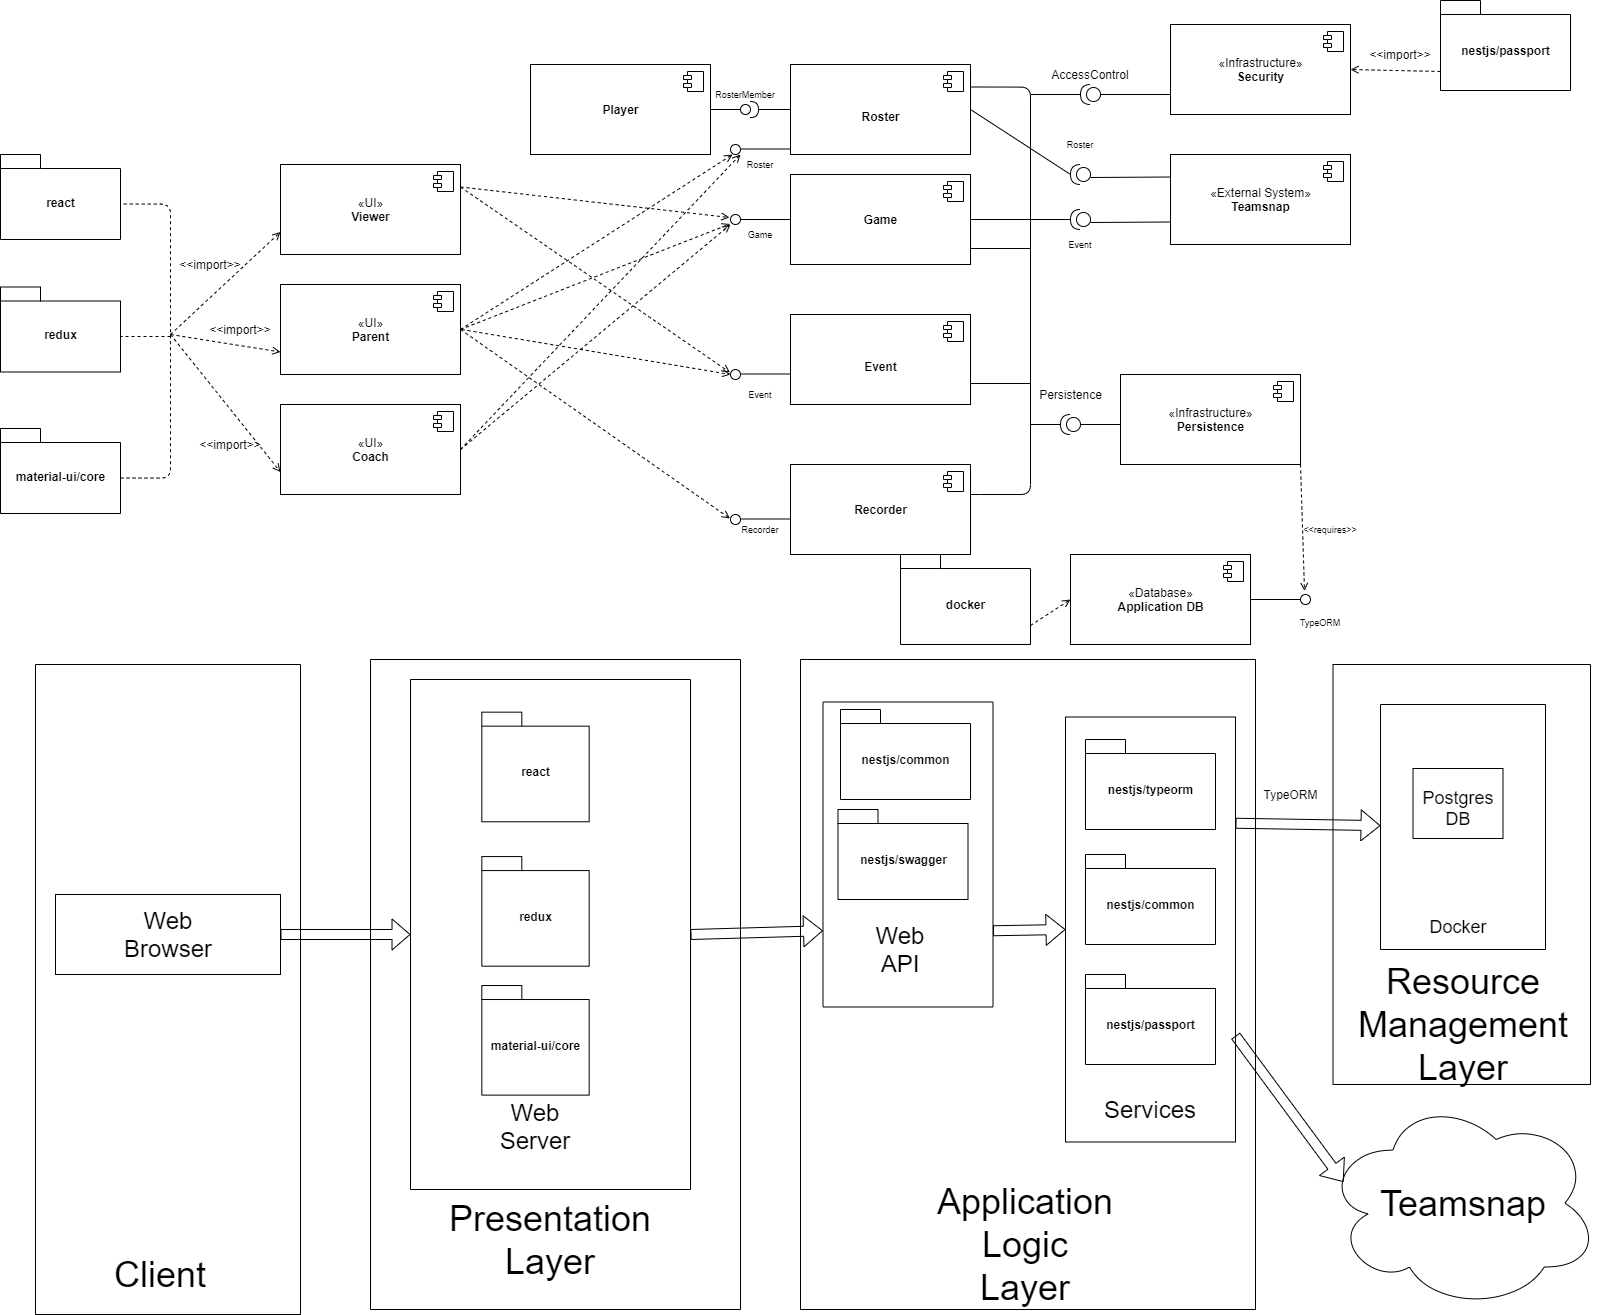 nestjs/passport
<<import>>
«Infrastructure»
Security
AccessControl
Player
RosterMember
Roster
Roster
Roster
«External System»
Teamsnap
react
«UI»
Viewer
Game
Game
Event
<<import>>
redux
<<import>>
«UI»
Parent
Event
Event
Persistence
«Infrastructure»
Persistence
material-ui/core
<<import>>
«UI»
Coach
Recorder
Recorder
<<requires>>
docker
«Database»
Application DB
TypeORM
Web
Browser
Client
react
redux
material-ui/core
Web
Server
Presentation
Layer
nestjs/common
nestjs/swagger
Web
API
nestjs/typeorm
nestjs/common
nestjs/passport
Services
Application
Logic
Layer
TypeORM
Postgres
DB
Docker
Resource
Management
Layer
Teamsnap